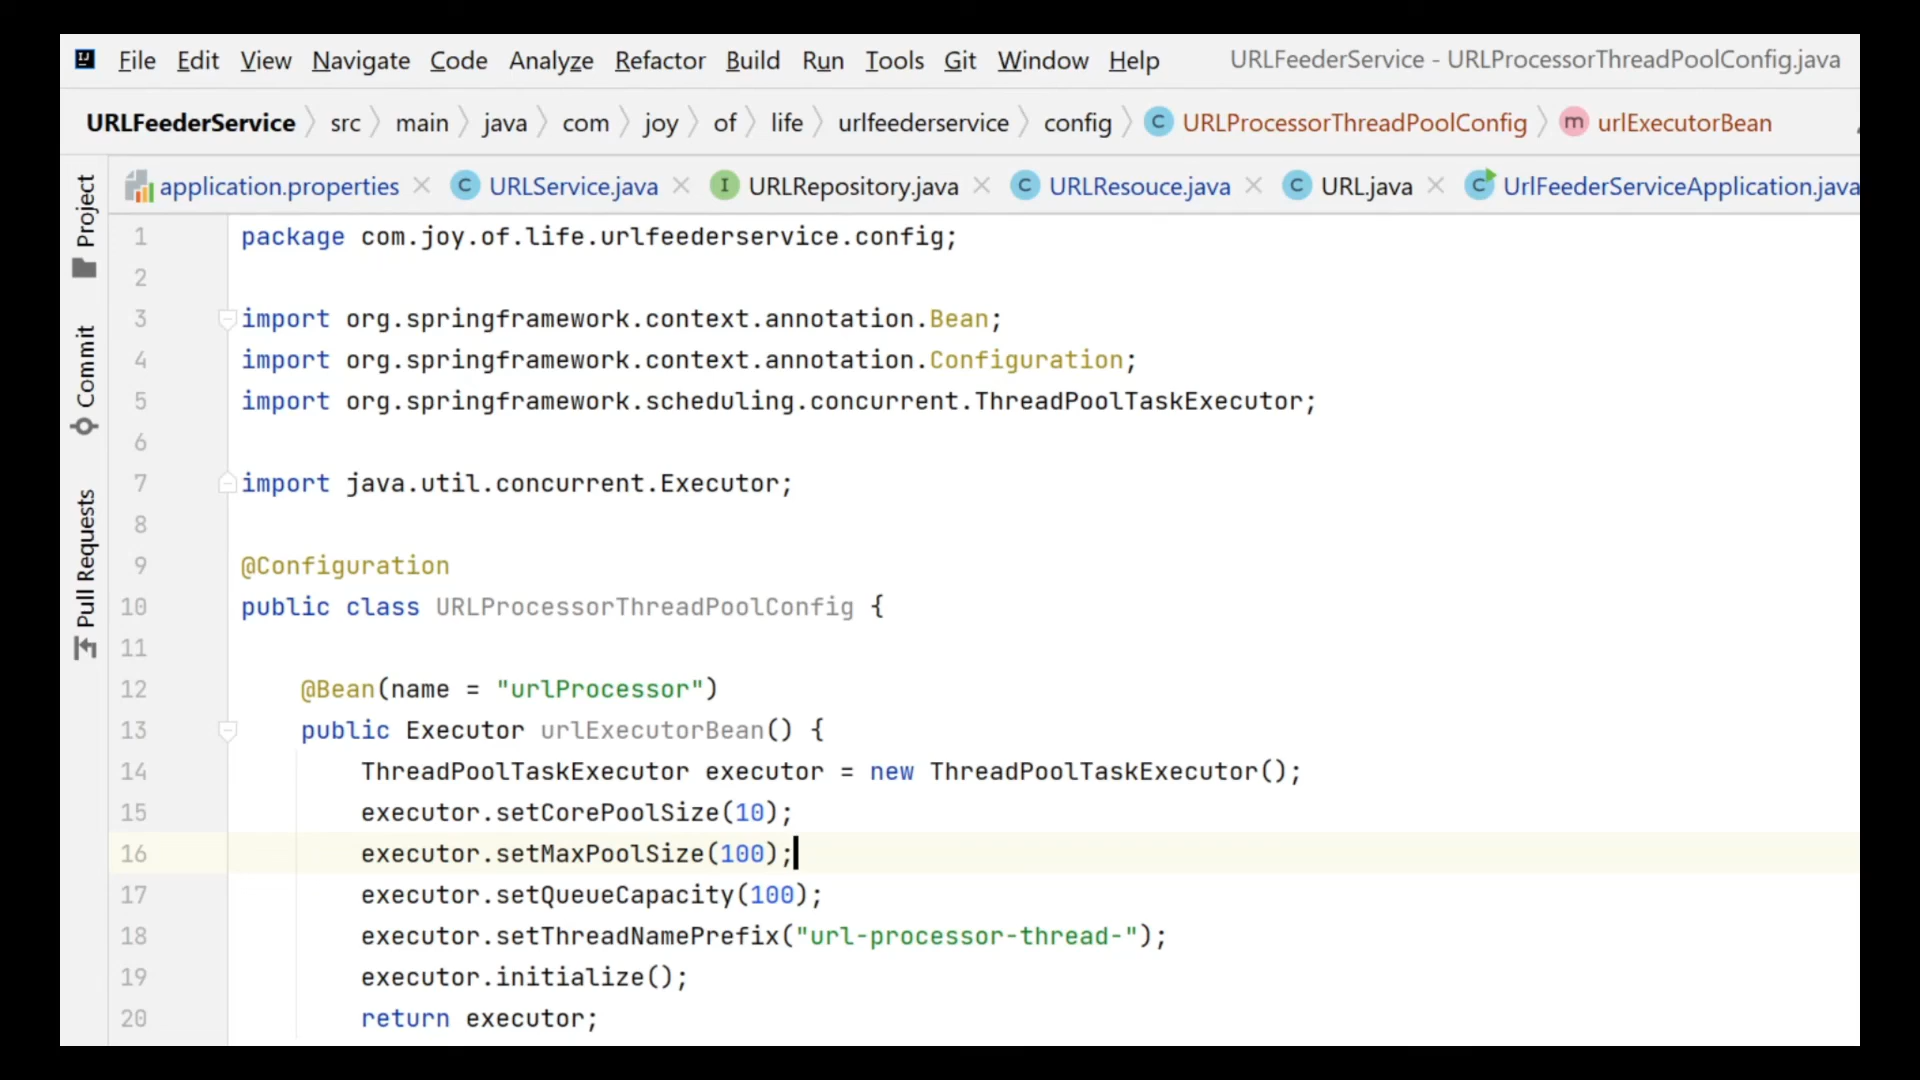 File Edit View Navigate Code Analyze Refactor Build Run Tools Git Window Help URLFeederService - URLProcessorThreadPoolConfig.java
URLFeederService src main java com joy of life urlfeederservice config C URLProcessorThreadPoolConfig m urlExecutorBean
application.properties C URLService.java I URLRepository.java C URLResouce.java C URL.java C UrlFeederServiceApplication.java
Project
Commit
Pull Requests
1 package com.joy.of.life.urlfeederservice.config;
2
3 import org.springframework.context.annotation.Bean;
4 import org.springframework.context.annotation.Configuration;
5 import org.springframework.scheduling.concurrent.ThreadPoolTaskExecutor;
6
7 import java.util.concurrent.Executor;
8
9 @Configuration
10 public class URLProcessorThreadPoolConfig {
11
12 @Bean(name = "urlProcessor")
13 public Executor urlExecutorBean() {
14 ThreadPoolTaskExecutor executor = new ThreadPoolTaskExecutor();
15 executor.setCorePoolSize(10);
16 executor.setMaxPoolSize(100);
17 executor.setQueueCapacity(100);
18 executor.setThreadNamePrefix("url-processor-thread-");
19 executor.initialize();
20 return executor;